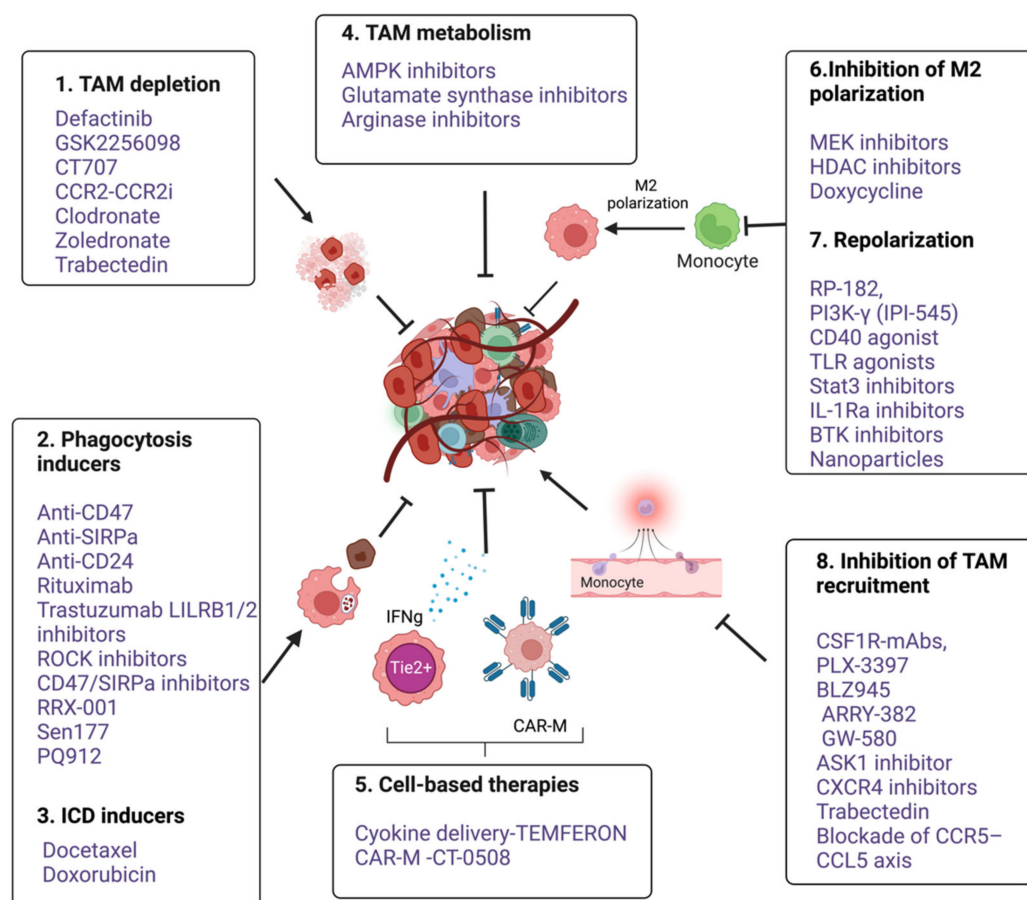 1. TAM depletion
Defactinib
GSK2256098
CT707
CCR2-CCR2i
Clodronate
Zoledronate
Trabectedin
4. TAM metabolism
AMPK inhibitors
Glutamate synthase inhibitors
Arginase inhibitors
6.Inhibition of M2
polarization
MEK inhibitors
HDAC inhibitors
Doxycycline
7. Repolarization
RP-182,
PI3K-γ (IPI-545)
CD40 agonist
TLR agonists
Stat3 inhibitors
IL-1Ra inhibitors
BTK inhibitors
Nanoparticles
M2
polarization
Monocyte
2. Phagocytosis
inducers
Anti-CD47
Anti-SIRPa
Anti-CD24
Rituximab
Trastuzumab LILRB1/2
inhibitors
ROCK inhibitors
CD47/SIRPa inhibitors
RRX-001
Sen177
PQ912
3. ICD inducers
Docetaxel
Doxorubicin
IFNg
Tie2+
CAR-M
Monocyte
5. Cell-based therapies
Cyokine delivery-TEMFERON
CAR-M -CT-0508
8. Inhibition of TAM
recruitment
CSF1R-mAbs,
PLX-3397
BLZ945
ARRY-382
GW-580
ASK1 inhibitor
CXCR4 inhibitors
Trabectedin
Blockade of CCR5–
CCL5 axis